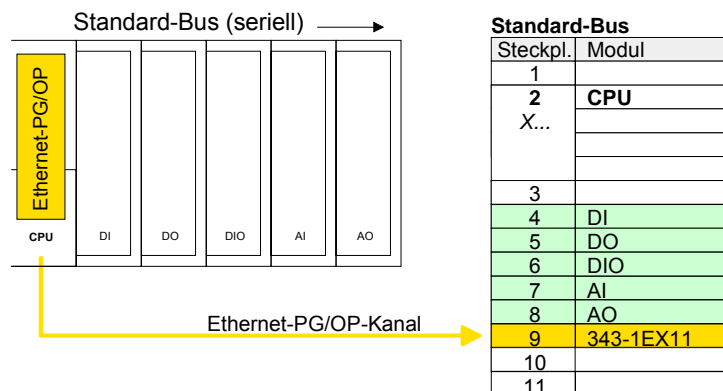 Standard-Bus (seriell)
Ethernet-PG/OP
CPU
DI
DO
DIO
AI
AO
Ethernet-PG/OP-Kanal
Standard-Bus
Steckpl. Modul
1
2 CPU
X...
3
4 DI
5 DO
6 DIO
7 AI
8 AO
9 343-1EX11
10
11